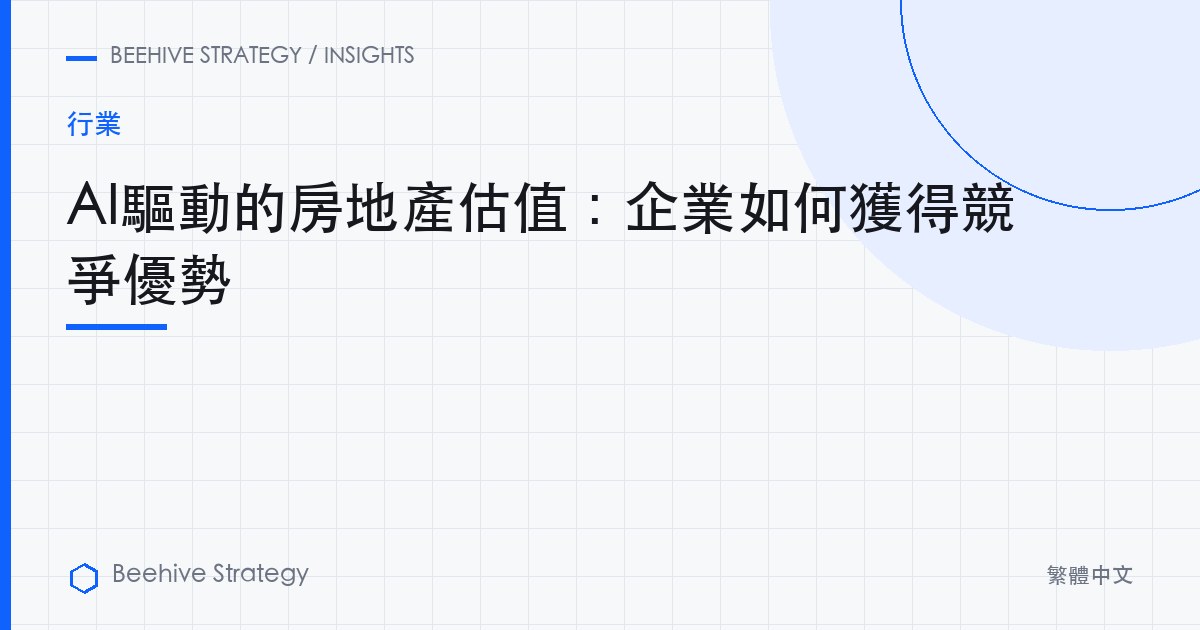 BEEHIVE STRATEGY / INSIGHTS
行業
AI驅動的房地產估值：企業如何獲得競
爭優勢
Beehive Strategy
繁體中文